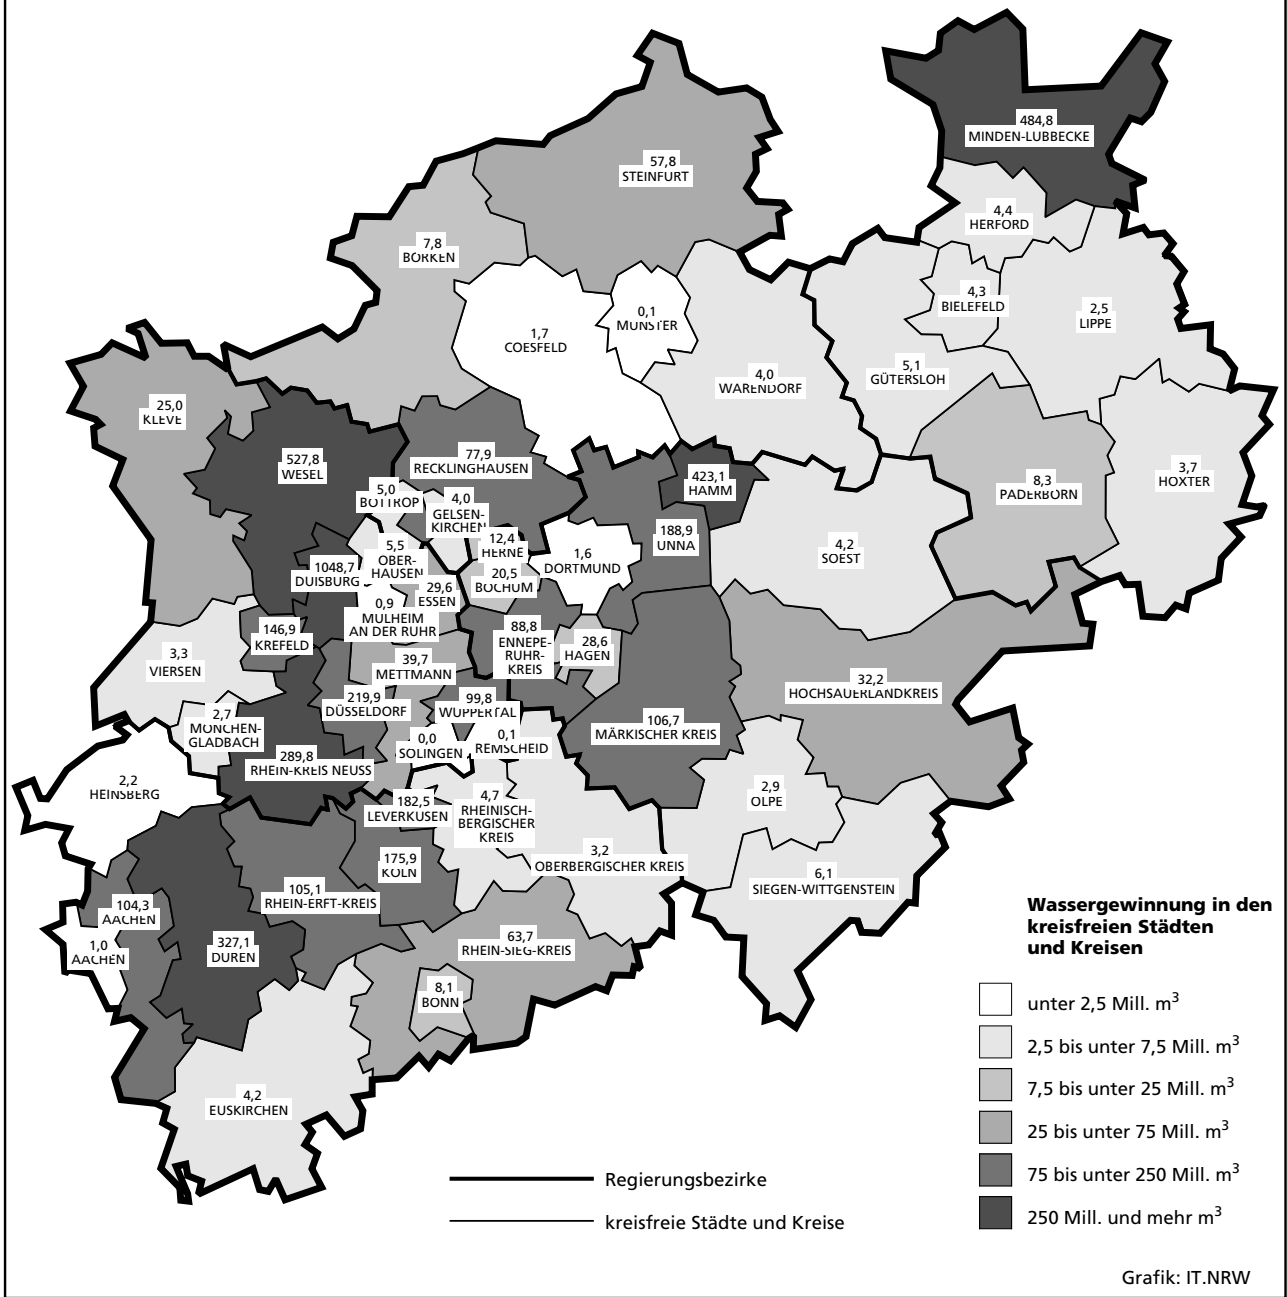 484,8
MINDEN-LUBBECKE
57,8
STEINFURT
4,4
HERFORD
7,8
BORKEN
4,3
BIELEFELD
2,5
LIPPE
0,1
MUNSTER
1,7
COESFELD
5,1
GÜTERSLOH
4,0
WARENDORF
25,0
KLEVE
527,8
WESEL
77,9
RECKLINGHAUSEN
423,1
HAMM
8,3
PADERBORN
3,7
HOXTER
5,0
BOTTROP
4,0
GELSEN-
KIRCHEN
12,4
HERNE
188,9
UNNA
4,2
SOEST
1,6
DORTMUND
5,5
OBER-
HAUSEN
1048,7
DUISBURG
20,5
BOCHUM
29,6
ESSEN
0,9
MULHEIM
AN DER RUHR
146,9
KREFELD
88,8
ENNEPE-
RUHR-
KREIS
28,6
HAGEN
3,3
VIERSEN
39,7
METTMANN
32,2
HOCHSAUERLANDKREIS
219,9
DÜSSELDORF
99,8
WUPPERTAL
106,7
MÄRKISCHER KREIS
2,7
MONCHEN-
GLADBACH
0,0
SOLINGEN
0,1
REMSCHEID
289,8
RHEIN-KREIS NEUSS
2,2
HEINSBERG
2,9
OLPE
182,5
LEVERKUSEN
4,7
RHEINISCH-
BERGISCHER
KREIS
3,2
OBERBERGISCHER KREIS
175,9
KOLN
6,1
SIEGEN-WITTGENSTEIN
105,1
RHEIN-ERFT-KREIS
104,3
AACHEN
1,0
AACHEN
327,1
DUREN
63,7
RHEIN-SIEG-KREIS
8,1
BONN
4,2
EUSKIRCHEN
Wassergewinnung in den
kreisfreien Städten
und Kreisen
unter 2,5 Mill. m³
2,5 bis unter 7,5 Mill. m³
7,5 bis unter 25 Mill. m³
25 bis unter 75 Mill. m³
75 bis unter 250 Mill. m³
250 Mill. und mehr m³
Regierungsbezirke
kreisfreie Städte und Kreise
Grafik: IT.NRW